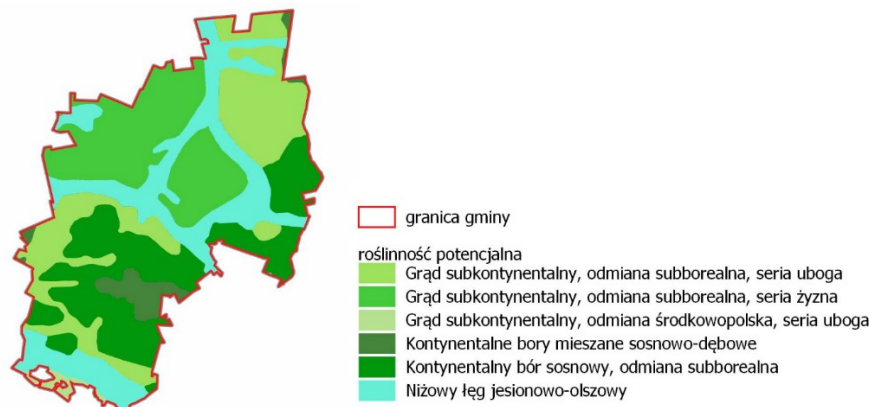 granica gminy
roślinność potencjalna
Grąd subkontynentalny, odmiana subborealna, seria uboga
Grąd subkontynentalny, odmiana subborealna, seria żyzna
Grąd subkontynentalny, odmiana środkowopolska, seria uboga
Kontynentalne bory mieszane sosnowo-dębowe
Kontynentalny bór sosnowy, odmiana subborealna
Niżowy łęg jesionowo-olszowy